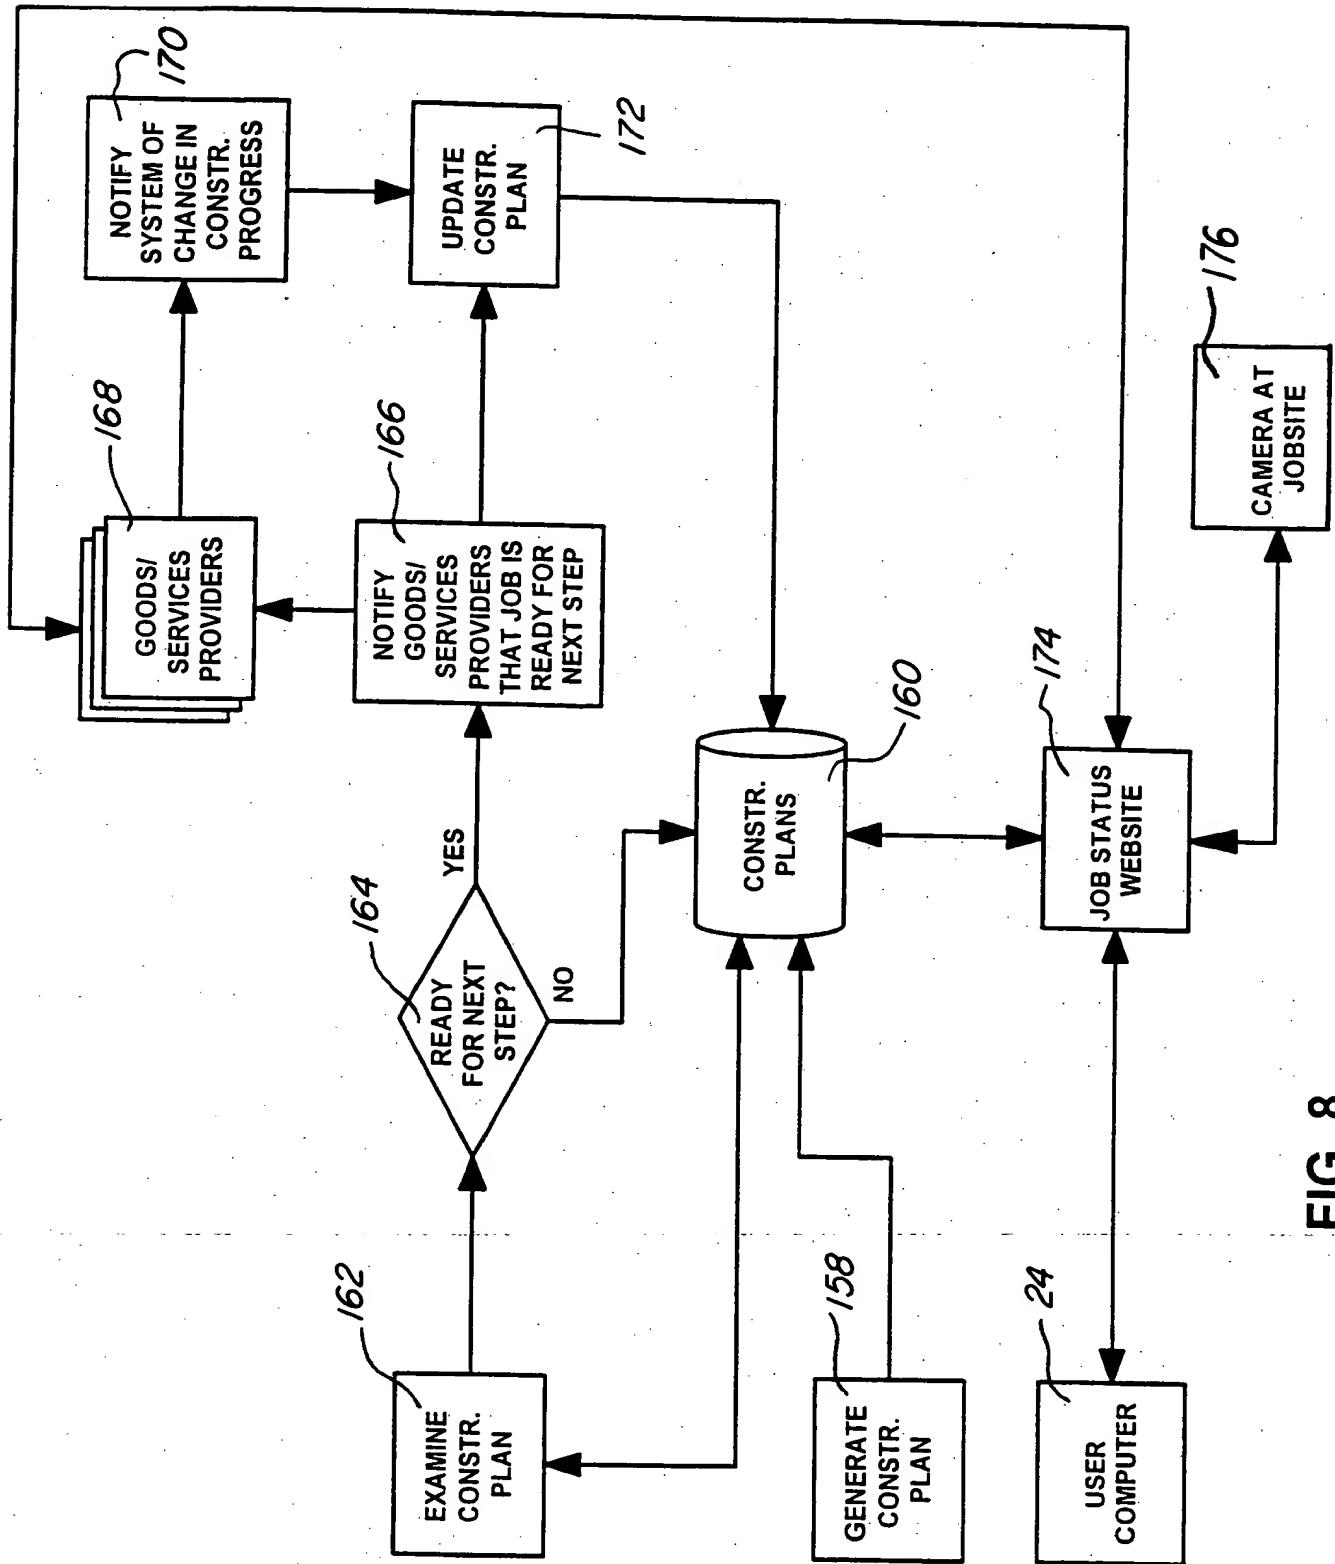 162
EXAMINE
CONSTR.
PLAN
164
READY
FOR NEXT
STEP?
YES
NO
166
NOTIFY
GOODS/
SERVICES
PROVIDERS
THAT JOB IS
READY FOR
NEXT STEP
168
GOODS/
SERVICES
PROVIDERS
170
NOTIFY
SYSTEM OF
CHANGE IN
CONSTR.
PROGRESS
172
UPDATE
CONSTR.
PLAN
158
GENERATE
CONSTR.
PLAN
160
CONSTR.
PLANS
24
USER
COMPUTER
174
JOB STATUS
WEBSITE
176
CAMERA AT
JOBSITE
FIG. 8